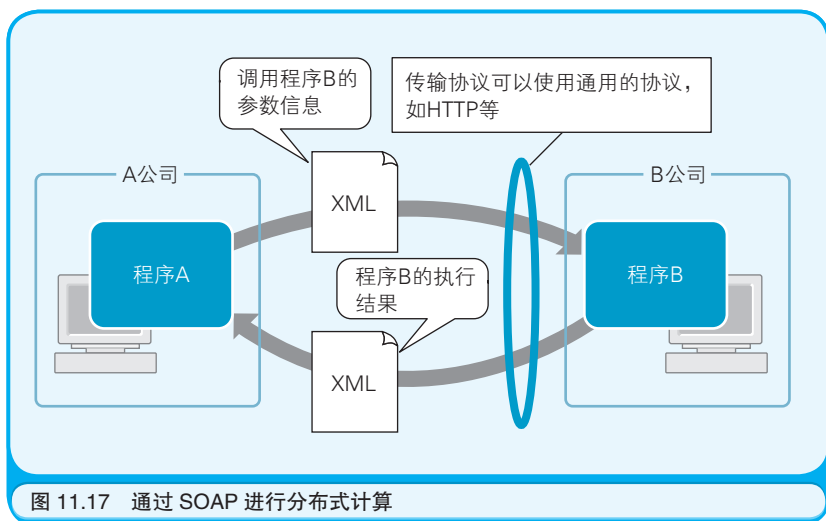 调用程序B的
参数信息
传输协议可以使用通用的协议，
如HTTP等
A公司
B公司
XML
程序A
程序B
程序B的执行
结果
XML
图 11.17 通过 SOAP 进行分布式计算